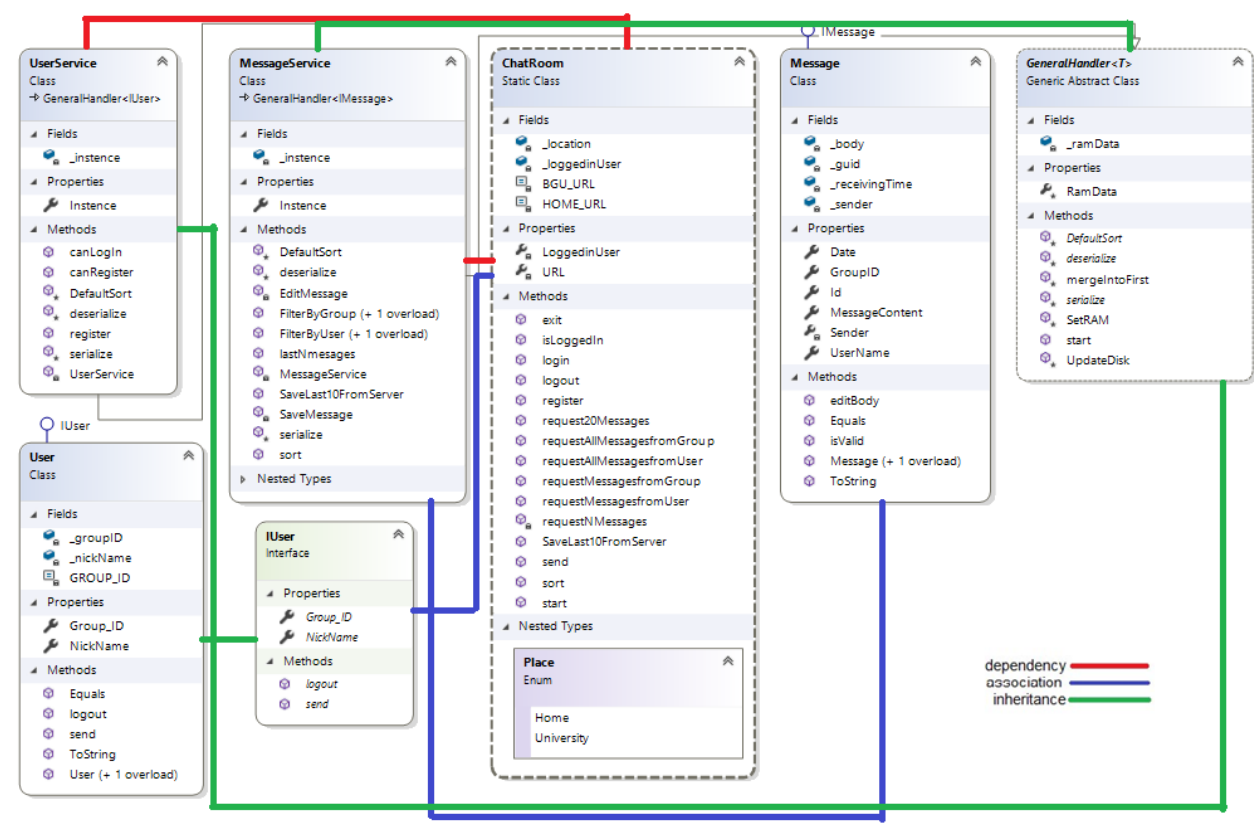 IMessage
UserService
Class
GeneralHandler<IUser>
Fields
_instence
Properties
Instence
Methods
canLogIn
canRegister
DefaultSort
deserialize
register
serialize
UserService
MessageService
Class
GeneralHandler<IMessage>
Fields
_instence
Properties
Instence
Methods
DefaultSort
deserialize
EditMessage
FilterByGroup (+ 1 overload)
FilterByUser (+ 1 overload)
lastNmesages
MessageService
SaveLast10FromServer
SaveMessage
serialize
sort
Nested Types
ChatRoom
Static Class
Fields
_location
_loggedinUser
BGU_URL
HOME_URL
Properties
LoggedinUser
URL
Methods
exit
isLoggedIn
login
logout
register
request20Messages
requestAllMessagesfromGroup
requestAllMessagesfromUser
requestMessagesfromGroup
requestMessagesfromUser
requestNMessages
SaveLast10FromServer
send
sort
start
Nested Types
Place
Enum
Home
University
Message
Class
Fields
_body
_guid
_receivingTime
_sender
Properties
Date
GroupID
Id
MessageContent
Sender
UserName
Methods
editBody
Equals
isValid
Message (+ 1 overload)
ToString
GeneralHandler<T>
Generic Abstract Class
Fields
_ramData
Properties
RamData
Methods
DefaultSort
deserialize
mergeIntoFirst
serialize
SetRAM
start
UpdateDisk
IUser
User
Class
Fields
_groupID
_nickName
GROUP_ID
Properties
Group_ID
NickName
Methods
Equals
logout
send
ToString
User (+ 1 overload)
IUser
Interface
Properties
Group_ID
NickName
Methods
logout
send
dependency
association
inheritance